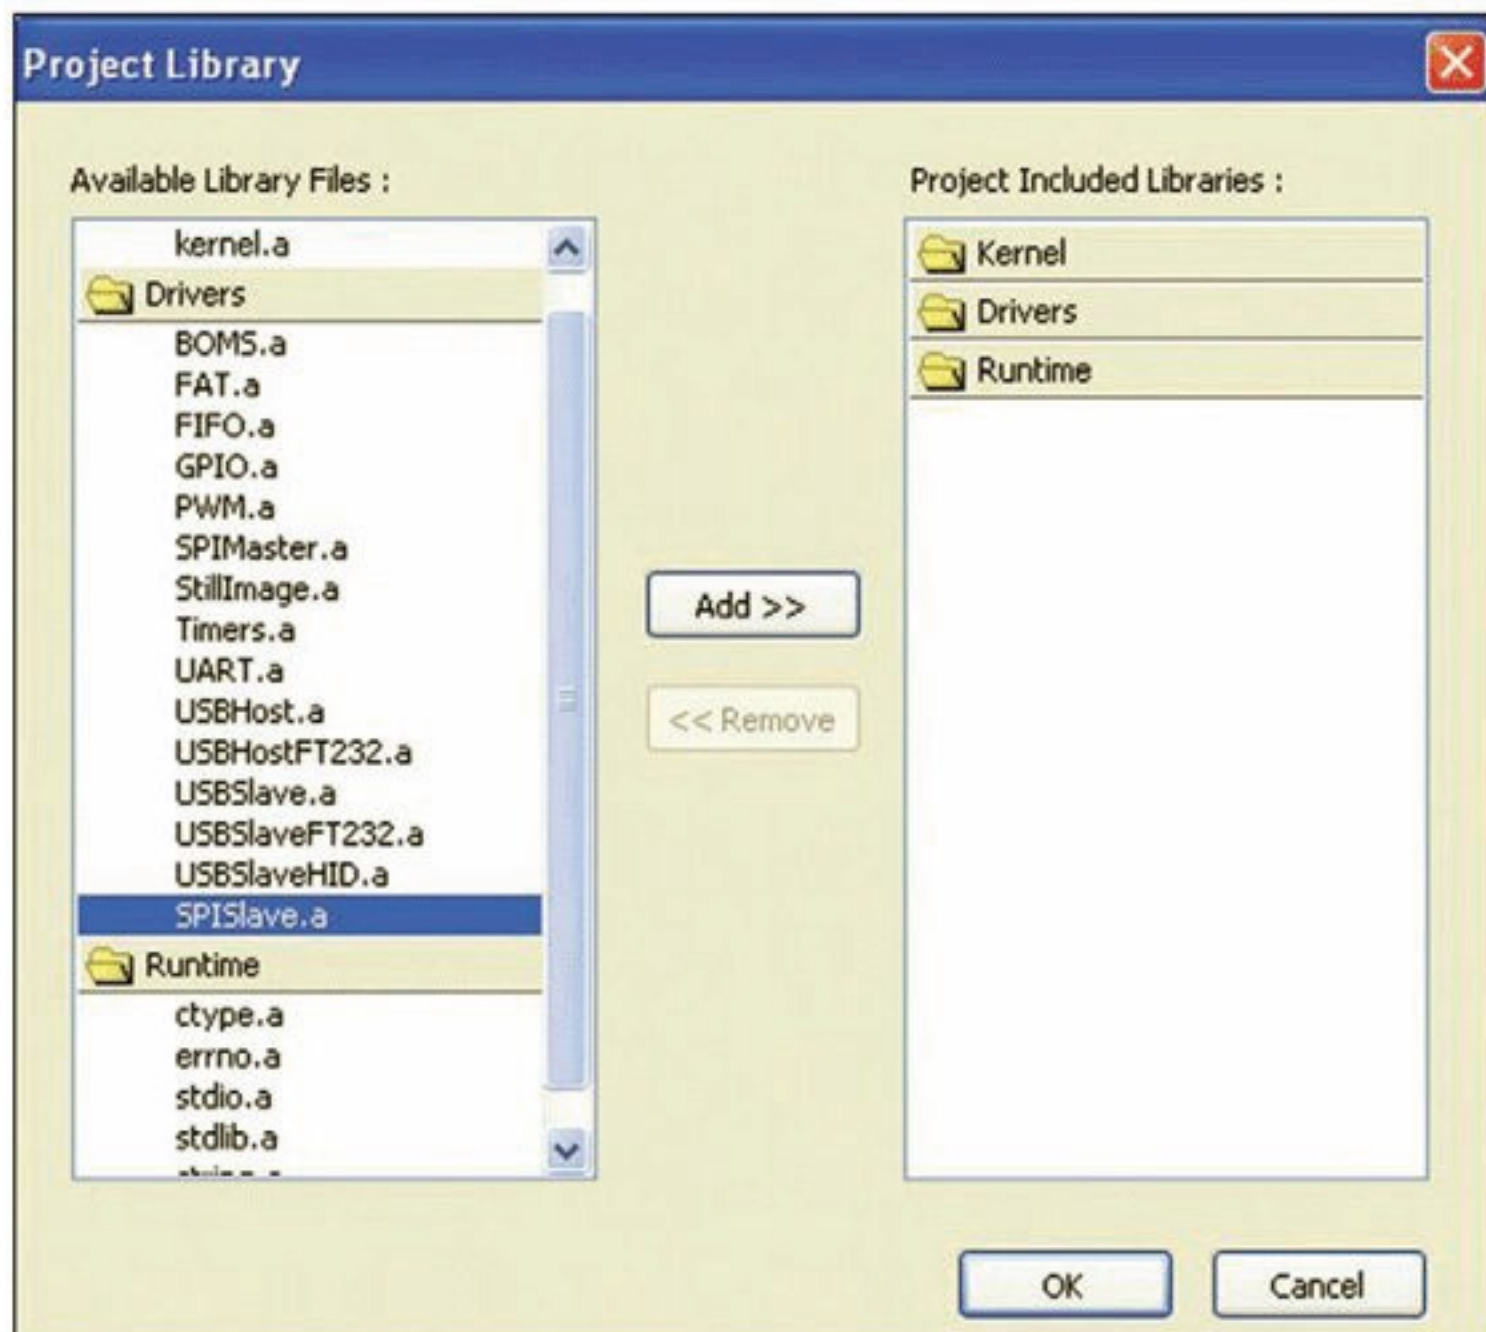 Project Library
Available Library Files :
kernel.a
Drivers
BOMS.a
FAT.a
FIFO.a
GPIO.a
PWM.a
SPIMaster.a
StillImage.a
Timers.a
UART.a
USBHost.a
USBHostFT232.a
USBSlave.a
USBSlaveFT232.a
USBSlaveHID.a
SPISlave.a
Runtime
ctype.a
errno.a
stdio.a
stdlib.a
Add >>
<< Remove
Project Included Libraries :
Kernel
Drivers
Runtime
OK
Cancel